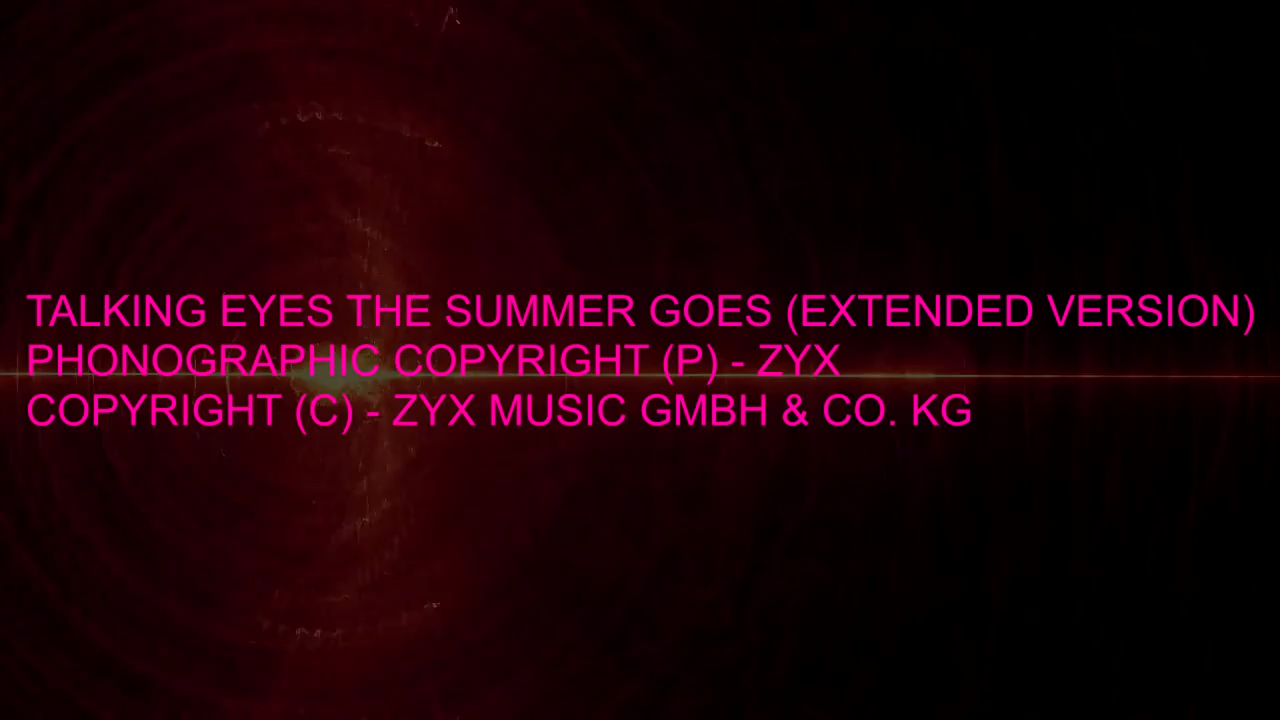 TALKING EYES THE SUMMER GOES (EXTENDED VERSION)
PHONOGRAPHIC COPYRIGHT (P) - ZYX
COPYRIGHT (C) - ZYX MUSIC GMBH & CO. KG